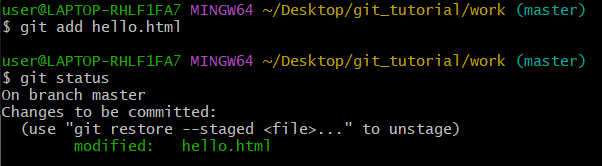 user@LAPTOP-RHLF1FA7 MINGW64 ~/Desktop/git_tutorial/work (master)
$ git add hello.html
user@LAPTOP-RHLF1FA7 MINGW64 ~/Desktop/git_tutorial/work (master)
$ git status
On branch master
Changes to be committed:
  (use "git restore --staged <file>..." to unstage)
        modified:   hello.html